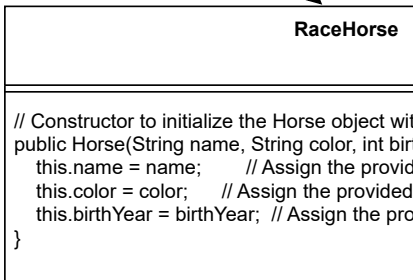 RaceHorse
// Constructor to initialize the Horse object
public Horse(String name, String color, int
this.name = name; // Assign the
this.color = color; // Assign the provided
this.birthYear = birthYear; // Assign the
}